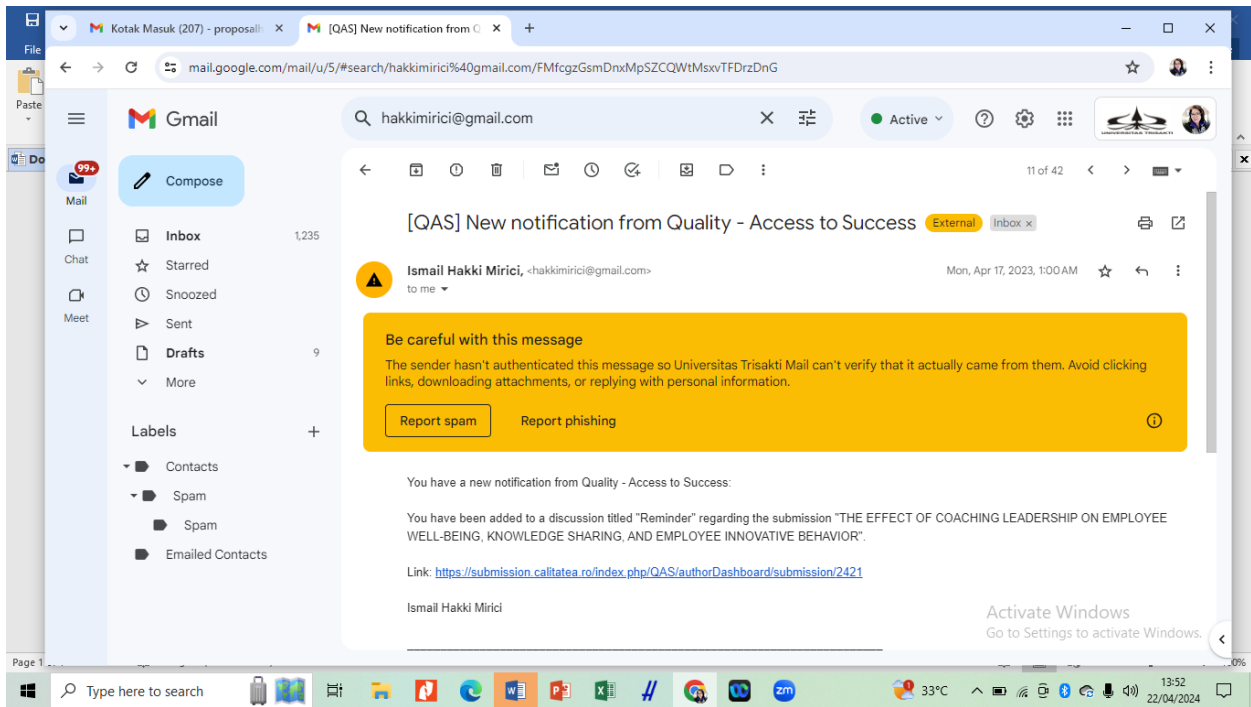 File
Paste
Do
Page 1
Kotak Masuk (207) - proposalh
[QAS] New notification from Q
mail.google.com/mail/u/5/#search/hakkimirici%40gmail.com/FMfcgzGsmDnxMpSZCQWtMsxvTFDrzDnG
Gmail
hakkimirici@gmail.com
Active
UNIVERSITAS TRISAKTI
99+
Mail
Chat
Meet
Compose
Inbox 1,235
Starred
Snoozed
Sent
Drafts 9
More
Labels
Contacts
Spam
Spam
Emailed Contacts
11 of 42
[QAS] New notification from Quality - Access to Success External Inbox x
Ismail Hakki Mirici, <hakkimirici@gmail.com> Mon, Apr 17, 2023, 1:00 AM
to me
Be careful with this message
The sender hasn't authenticated this message so Universitas Trisakti Mail can't verify that it actually came from them. Avoid clicking
links, downloading attachments, or replying with personal information.
Report spam Report phishing
You have a new notification from Quality - Access to Success:
You have been added to a discussion titled "Reminder" regarding the submission "THE EFFECT OF COACHING LEADERSHIP ON EMPLOYEE
WELL-BEING, KNOWLEDGE SHARING, AND EMPLOYEE INNOVATIVE BEHAVIOR".
Link: https://submission.calitatea.ro/index.php/QAS/authorDashboard/submission/2421
Ismail Hakki Mirici
Activate Windows
Go to Settings to activate Windows.
Type here to search
33°C
13:52
22/04/2024